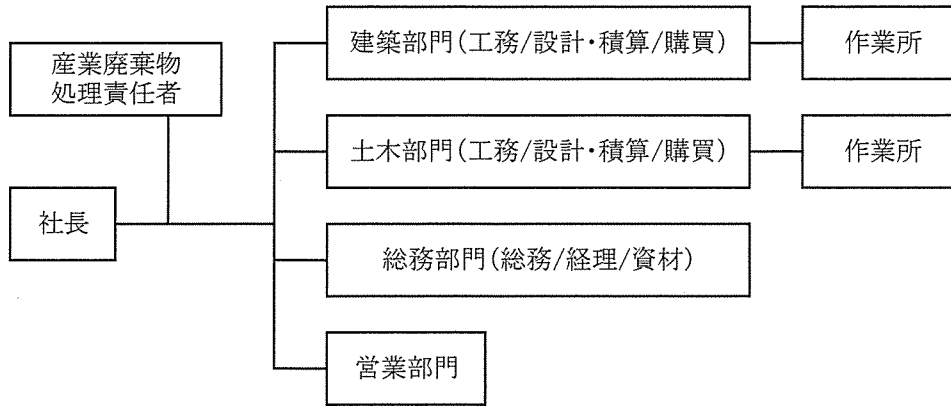 産業廃棄物
処理責任者
社長
建築部門(工務/設計・積算/購買)
作業所
土木部門(工務/設計・積算/購買)
作業所
総務部門(総務/経理/資材)
営業部門